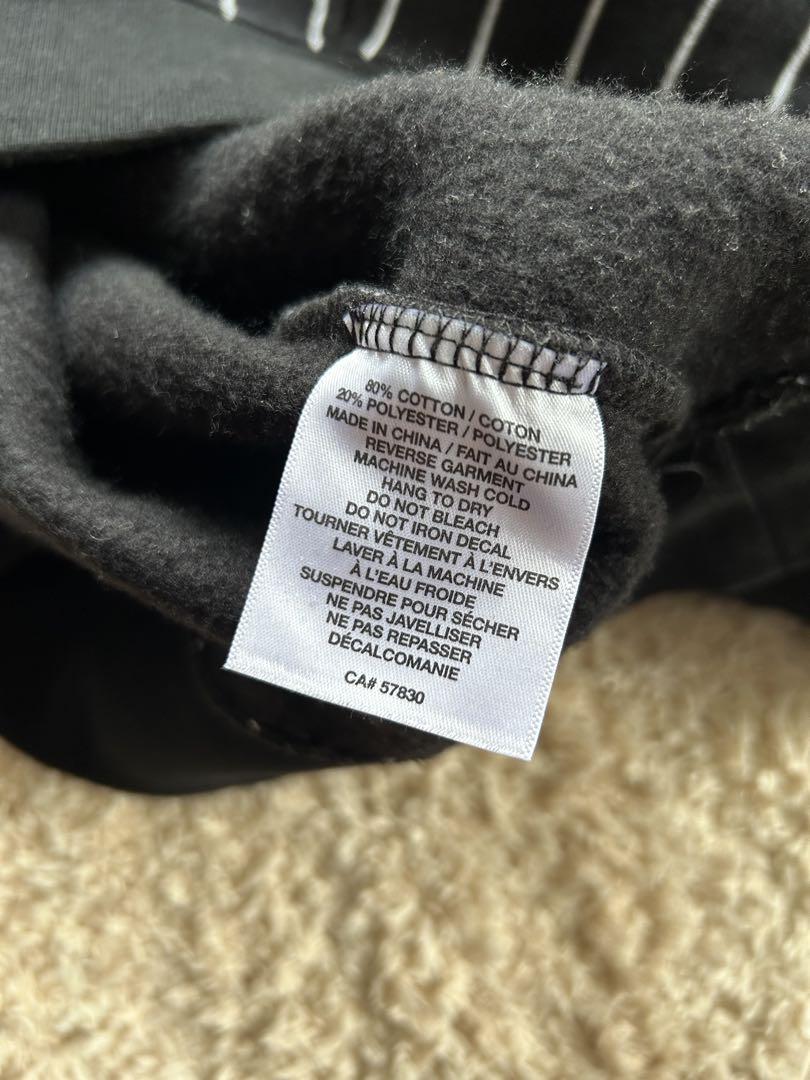 80% COTTON / COTON
20% POLYESTER / POLYESTER
MADE IN CHINA / FAIT AU CHINA
REVERSE GARMENT
MACHINE WASH COLD
HANG TO DRY
DO NOT BLEACH
DO NOT IRON DECAL
TOURNER VÊTEMENT À L'ENVERS
LAVER À LA MACHINE
À L'EAU FROIDE
SUSPENDRE POUR SÉCHER
NE PAS JAVELLISER
NE PAS REPASSER
DÉCALCOMANIE
CA# 57830